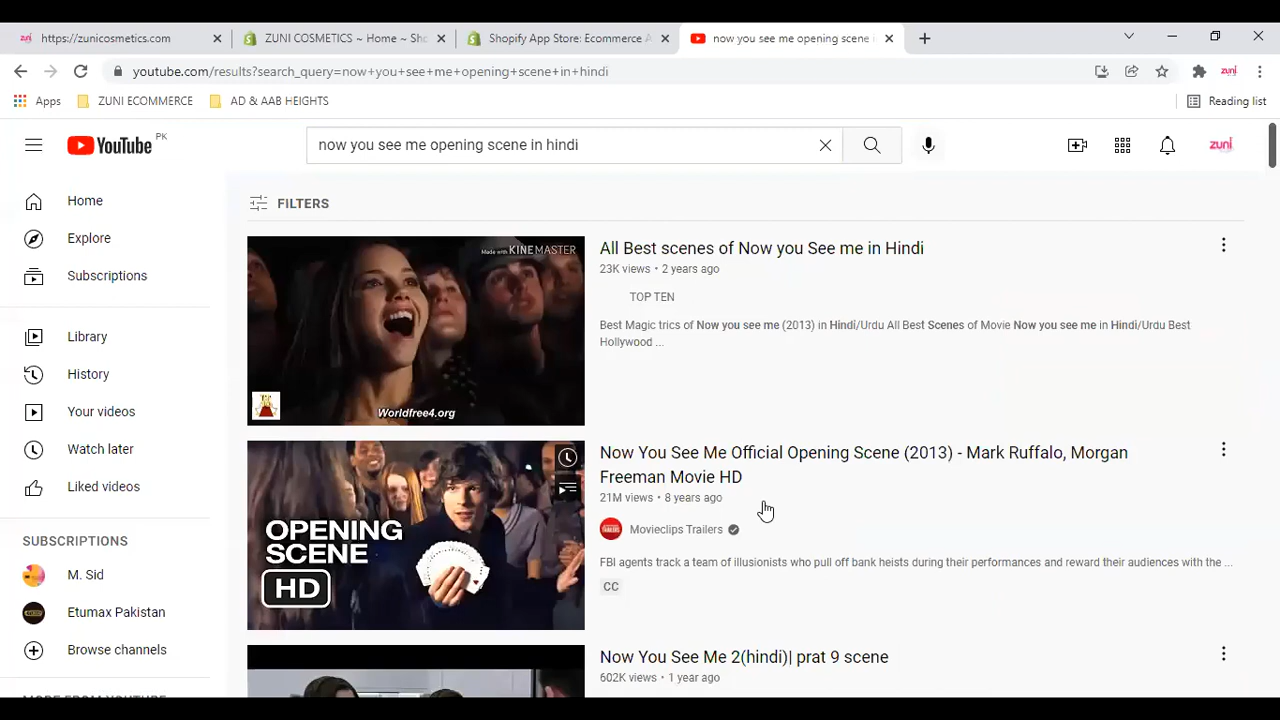 zuni https://zunicosmetics.com
ZUNI COSMETICS ~ Home ~ Sho
Shopify App Store: Ecommerce A
now you see me opening scene in
youtube.com/results?search_query=now+you+see+me+opening+scene+in+hindi
zuni
Apps
ZUNI ECOMMERCE
AD & AAB HEIGHTS
Reading list
YouTube PK
now you see me opening scene in hindi
zuni
Home
Explore
Subscriptions
Library
History
Your videos
Watch later
Liked videos
SUBSCRIPTIONS
M. Sid
Etumax Pakistan
Browse channels
MORE FROM YOUTUBE
FILTERS
Made with KINEMASTER
Worldfree4.org
All Best scenes of Now you See me in Hindi
23K views • 2 years ago
TOP TEN
Best Magic trics of Now you see me (2013) in Hindi/Urdu All Best Scenes of Movie Now you see me in Hindi/Urdu Best
Hollywood ...
OPENING
SCENE
HD
Now You See Me Official Opening Scene (2013) - Mark Ruffalo, Morgan
Freeman Movie HD
21M views • 8 years ago
Movieclips Trailers
FBI agents track a team of illusionists who pull off bank heists during their performances and reward their audiences with the ...
CC
Now You See Me 2(hindi)| prat 9 scene
602K views • 1 year ago